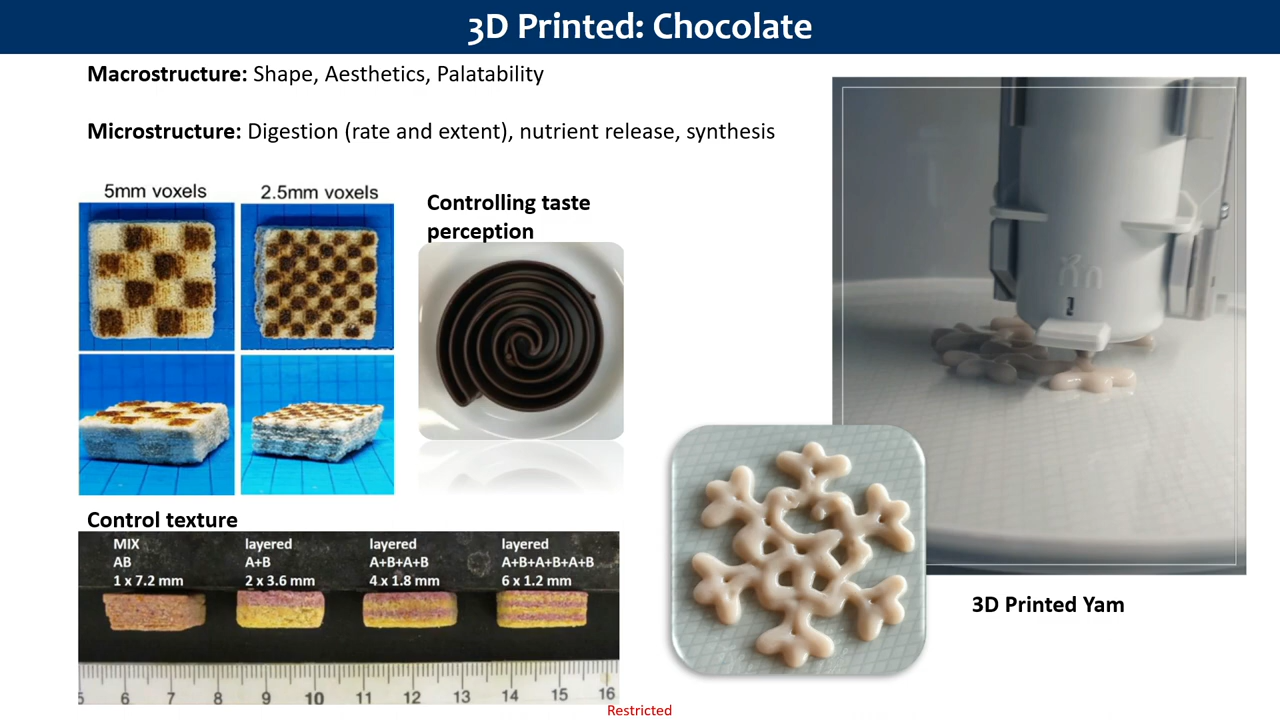 3D Printed: Chocolate
Macrostructure: Shape, Aesthetics, Palatability
Microstructure: Digestion (rate and extent), nutrient release, synthesis
5mm voxels
2.5mm voxels
Controlling taste
perception
Control texture
MIX
AB
1 x 7.2 mm
layered
A+B
2 x 3.6 mm
layered
A+B+A+B
4 x 1.8 mm
layered
A+B+A+B+A+B
6 x 1.2 mm
5 6 7 8 9 10 11 12 13 14 15 16
3D Printed Yam
Restricted